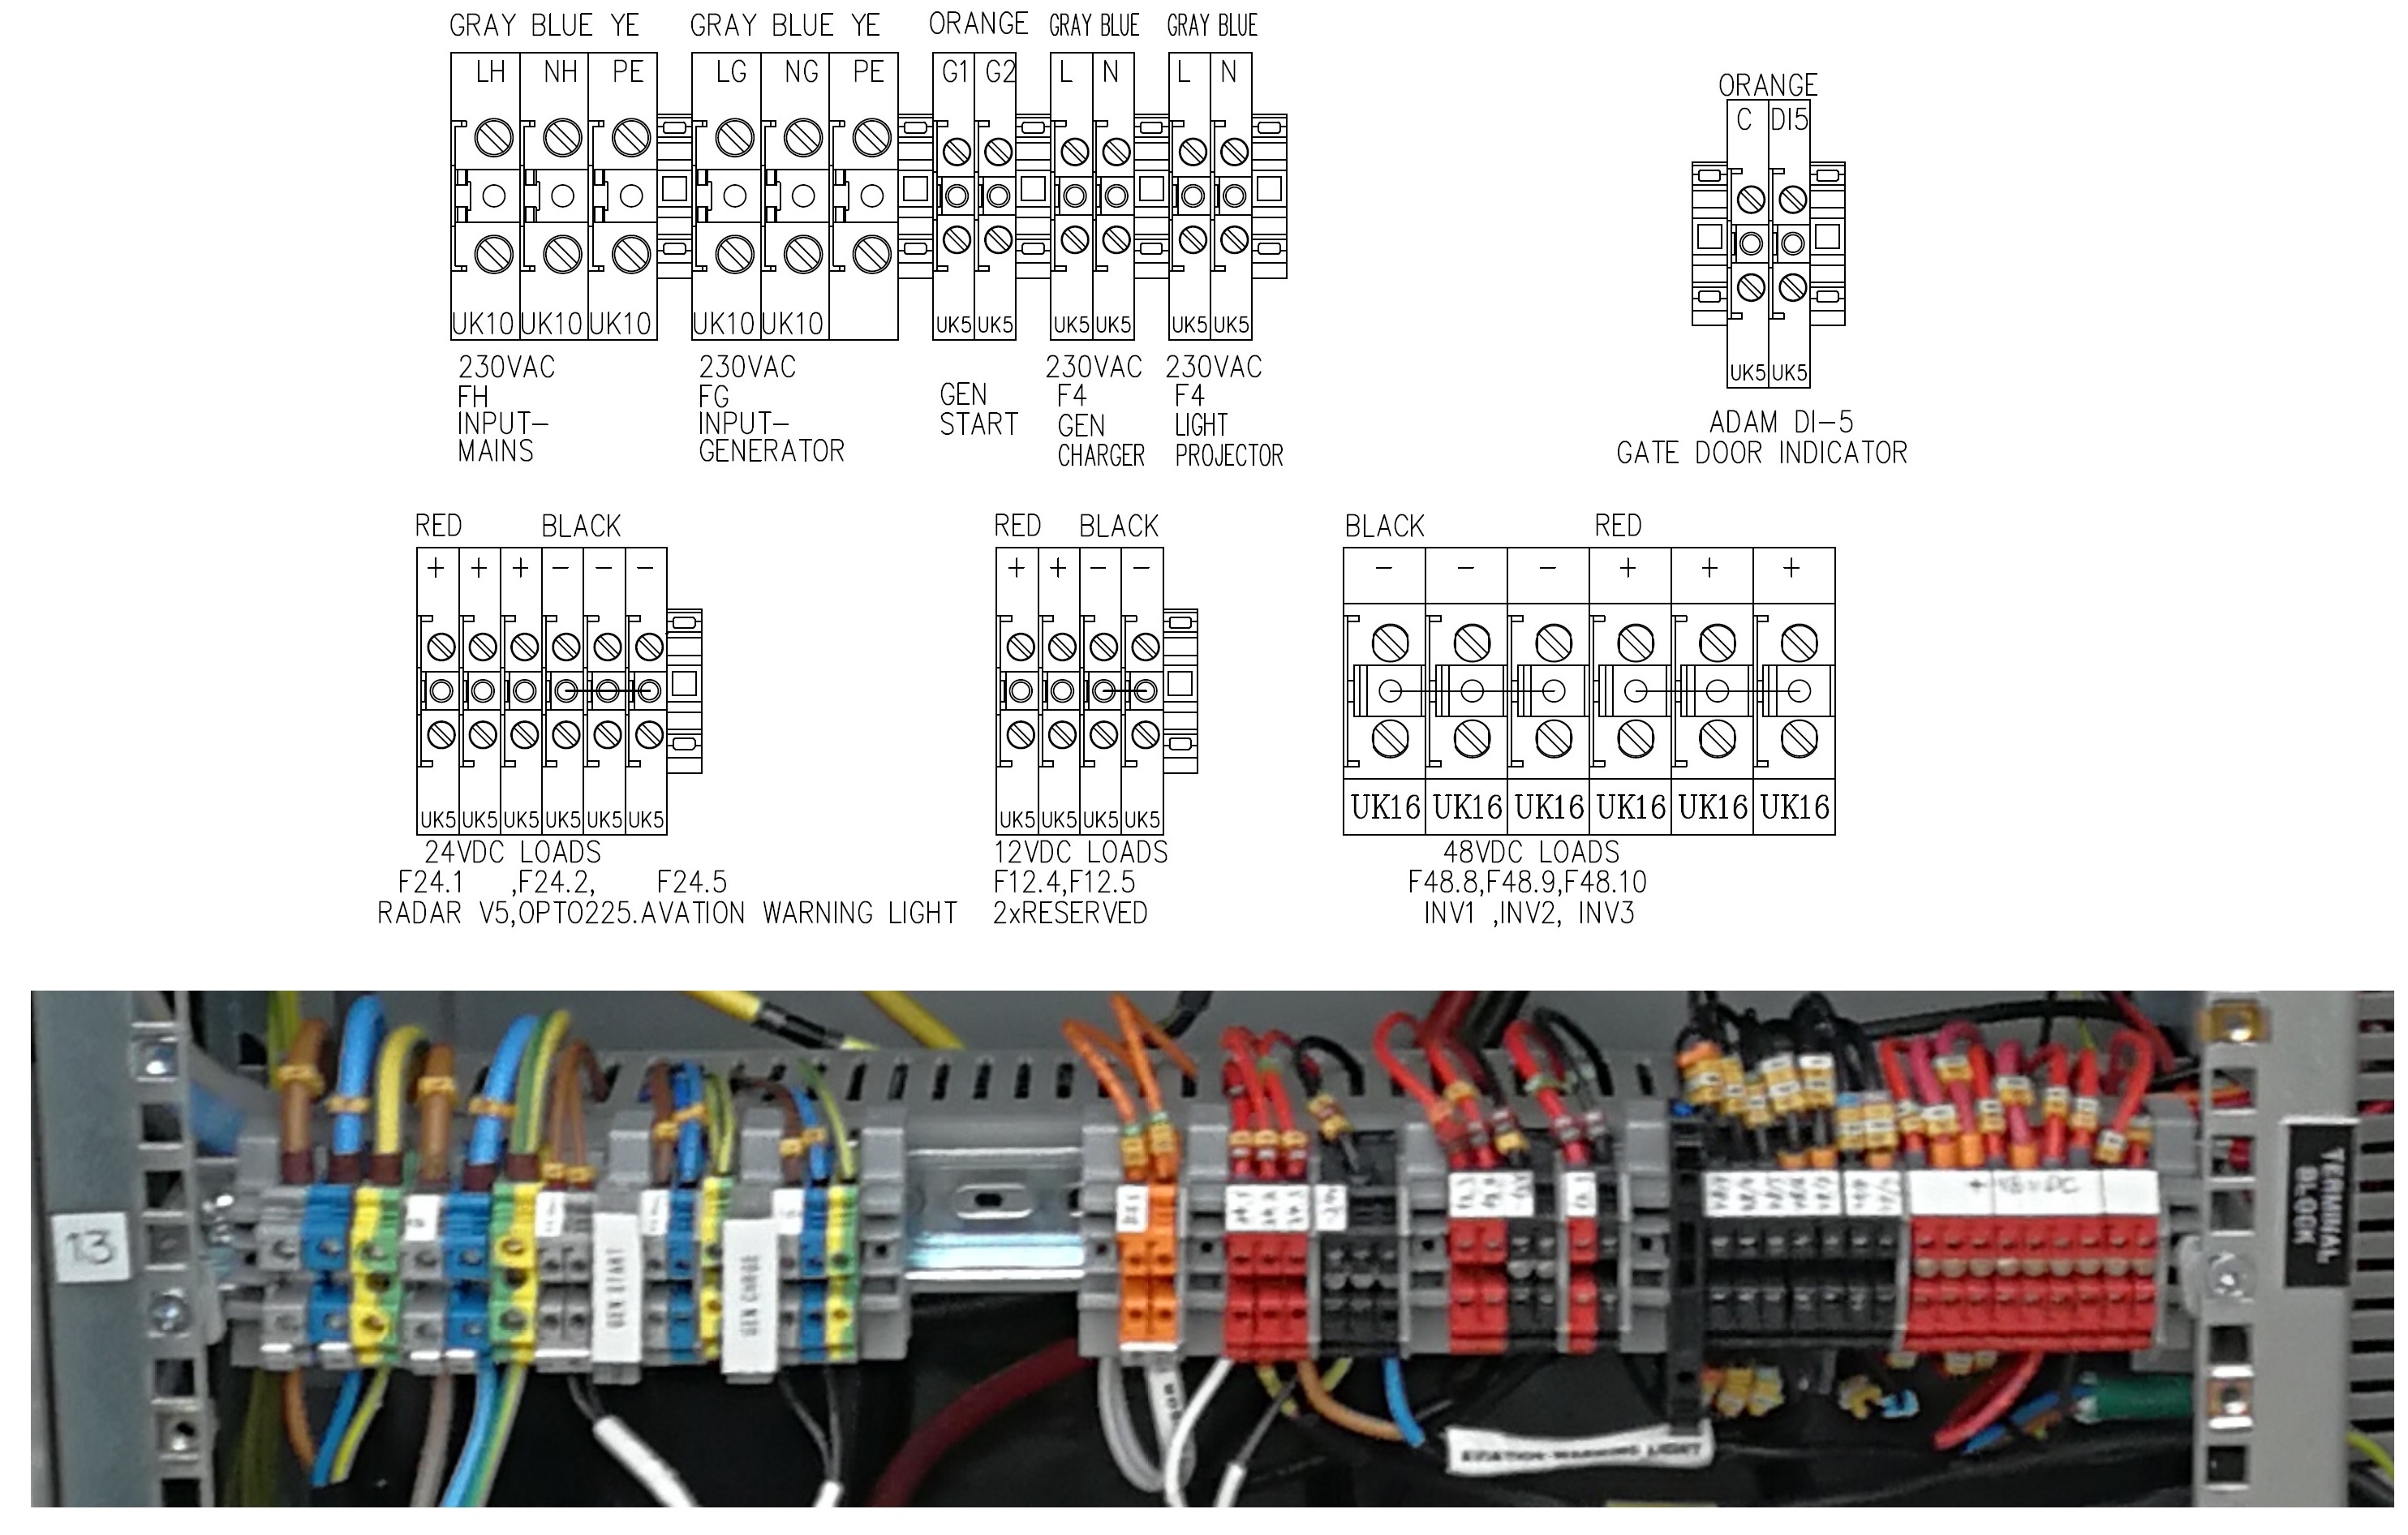 GRAY BLUE YE GRAY BLUE YE ORANGE GRAY BLUE GRAY BLUE
LH NH PE LG NG PE G1 G2 L N L N
UK10 UK10 UK10 UK10 UK10 UK5 UK5 UK5 UK5 UK5 UK5
230VAC
FH
INPUT-
MAINS
230VAC
FG
INPUT-
GENERATOR
GEN
START
230VAC
F4
GEN
CHARGER
230VAC
F4
LIGHT
PROJECTOR
ORANGE
C DI5
UK5 UK5
ADAM DI-5
GATE DOOR INDICATOR
RED BLACK
+ + + - - -
UK5 UK5 UK5 UK5 UK5 UK5
24VDC LOADS
F24.1 ,F24.2, F24.5
RADAR V5,OPTO225.AVATION WARNING LIGHT
RED BLACK
+ + - -
UK5 UK5 UK5 UK5
12VDC LOADS
F12.4,F12.5
2xRESERVED
BLACK RED
- - - + + +
UK16 UK16 UK16 UK16 UK16 UK16
48VDC LOADS
F48.8,F48.9,F48.10
INV1 ,INV2, INV3
13
GEN START
TERMINAL
BLOCK
WARNING LIGHT